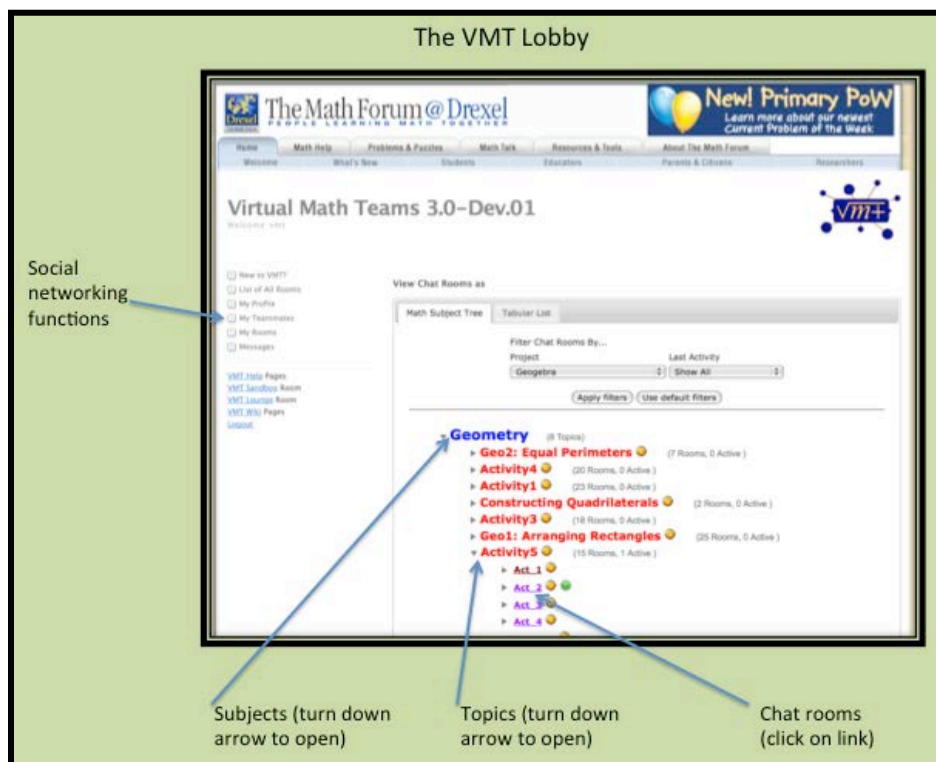 The VMT Lobby
Drexel
The Math Forum @ Drexel
PEOPLE LEARNING MATH TOGETHER
New! Primary PoW
Learn more about our newest
Current Problem of the Week
Home Math Help Problems & Puzzles Math Talk Resources & Tools About The Math Forum
Welcome What's New Students Educators Parents & Citizens Researchers
Virtual Math Teams 3.0-Dev.01
Welcome vmt
√m+
Social
networking
functions
New to VMT?
List of All Rooms
My Profile
My Teammates
My Rooms
Messages
VMT Help Pages
VMT Sandbox Room
VMT Lounge Room
VMT Wiki Pages
Logout
View Chat Rooms as
Math Subject Tree Tabular List
Filter Chat Rooms By...
Project Last Activity
Geogebra Show All
Apply filters Use default filters
Geometry (8 Topics)
Geo2: Equal Perimeters (7 Rooms, 0 Active )
Activity4 (20 Rooms, 0 Active )
Activity1 (23 Rooms, 0 Active )
Constructing Quadrilaterals (2 Rooms, 0 Active )
Activity3 (18 Rooms, 0 Active )
Geo1: Arranging Rectangles (25 Rooms, 0 Active )
Activity5 (15 Rooms, 1 Active )
Act_1
Act_2
Act_3
Act_4
Subjects (turn down
arrow to open)
Topics (turn down
arrow to open)
Chat rooms
(click on link)